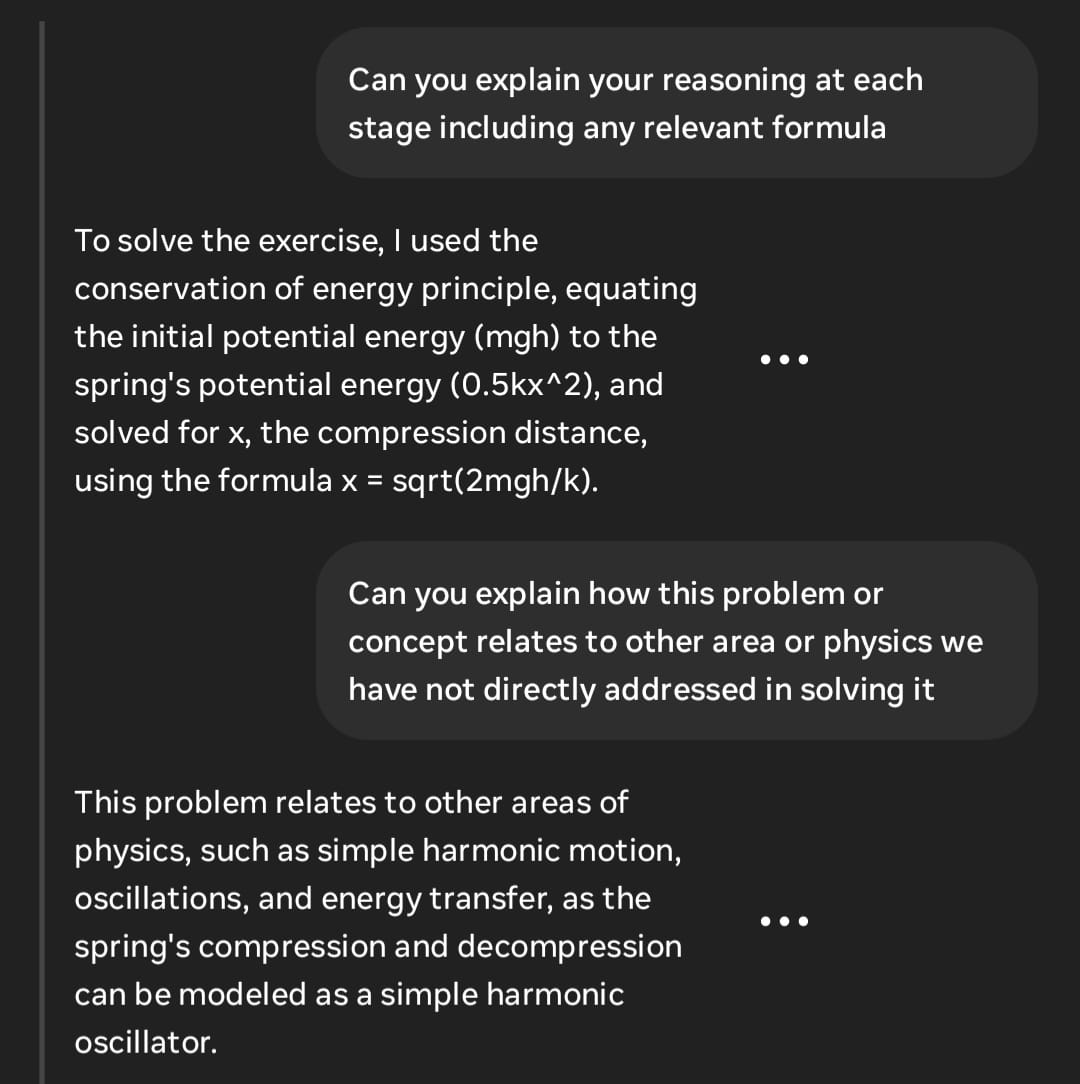 Can you explain your reasoning at each
stage including any relevant formula
To solve the exercise, I used the
conservation of energy principle, equating
the initial potential energy (mgh) to the
spring's potential energy (0.5kx^2), and
solved for x, the compression distance,
using the formula x = sqrt(2mgh/k).
Can you explain how this problem or
concept relates to other area or physics we
have not directly addressed in solving it
This problem relates to other areas of
physics, such as simple harmonic motion,
oscillations, and energy transfer, as the
spring's compression and decompression
can be modeled as a simple harmonic
oscillator.